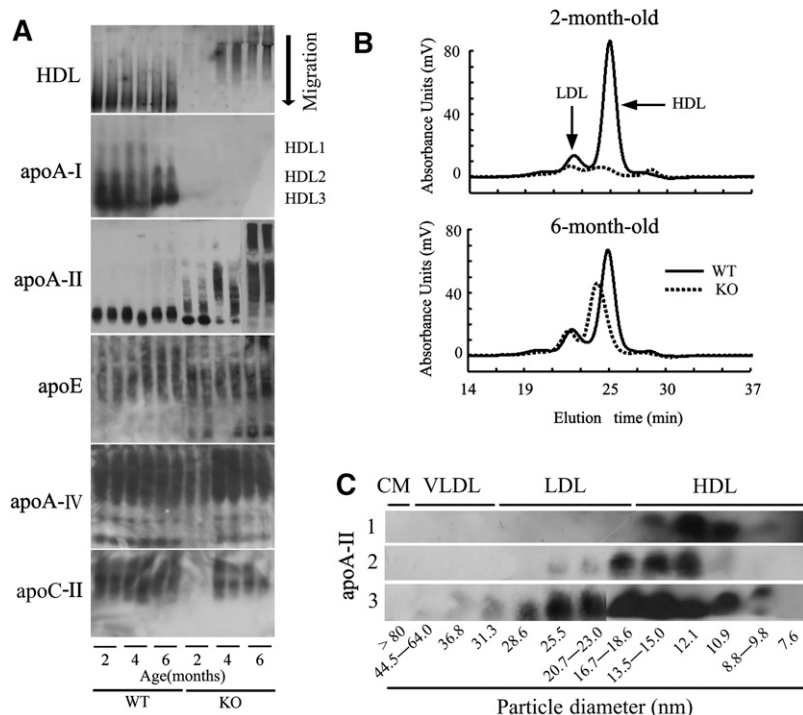 A
HDL
Migration
apoA-I
HDL1
HDL2
HDL3
apoA-II
apoE
apoA-IV
apoC-II
2 4 6 2 4 6
Age(months)
WT KO
B
2-month-old
Absorbance Units (mV)
80
40
0
LDL
HDL
6-month-old
Absorbance Units (mV)
80
40
0
WT
KO
14 19 25 31 37
Elution time (min)
C
CM VLDL LDL HDL
apoA-II
1
2
3
> 80 44.5—64.0 36.8 31.3 28.6 25.5 20.7—23.0 16.7—18.6 13.5—15.0 12.1 10.9 8.8—9.8 7.6
Particle diameter (nm)